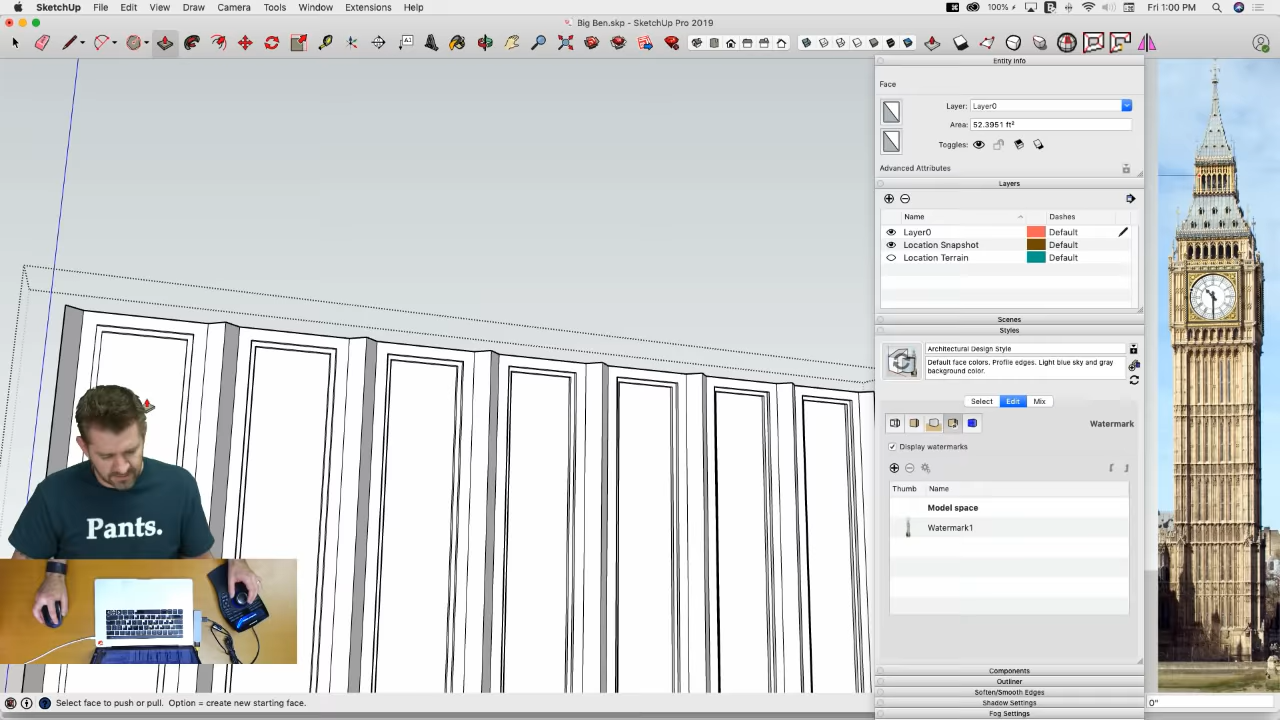 SketchUp File Edit View Draw Camera Tools Window Extensions Help 100% Fri 1:00 PM
Big Ben.skp - SketchUp Pro 2019
Entity Info
Face
Layer: Layer0
Area: 52.3951 ft²
Toggles:
Advanced Attributes
Layers
Name Dashes
Layer0 Default
Location Snapshot Default
Location Terrain Default
Scenes
Styles
Architectural Design Style
Default face colors. Profile edges. Light blue sky and gray
background color.
Select Edit Mix
Watermark
Display watermarks
Thumb Name
Model space
Watermark1
Pants.
Components
Outliner
Soften/Smooth Edges
Shadow Settings
Fog Settings
Select face to push or pull. Option = create new starting face.
0"